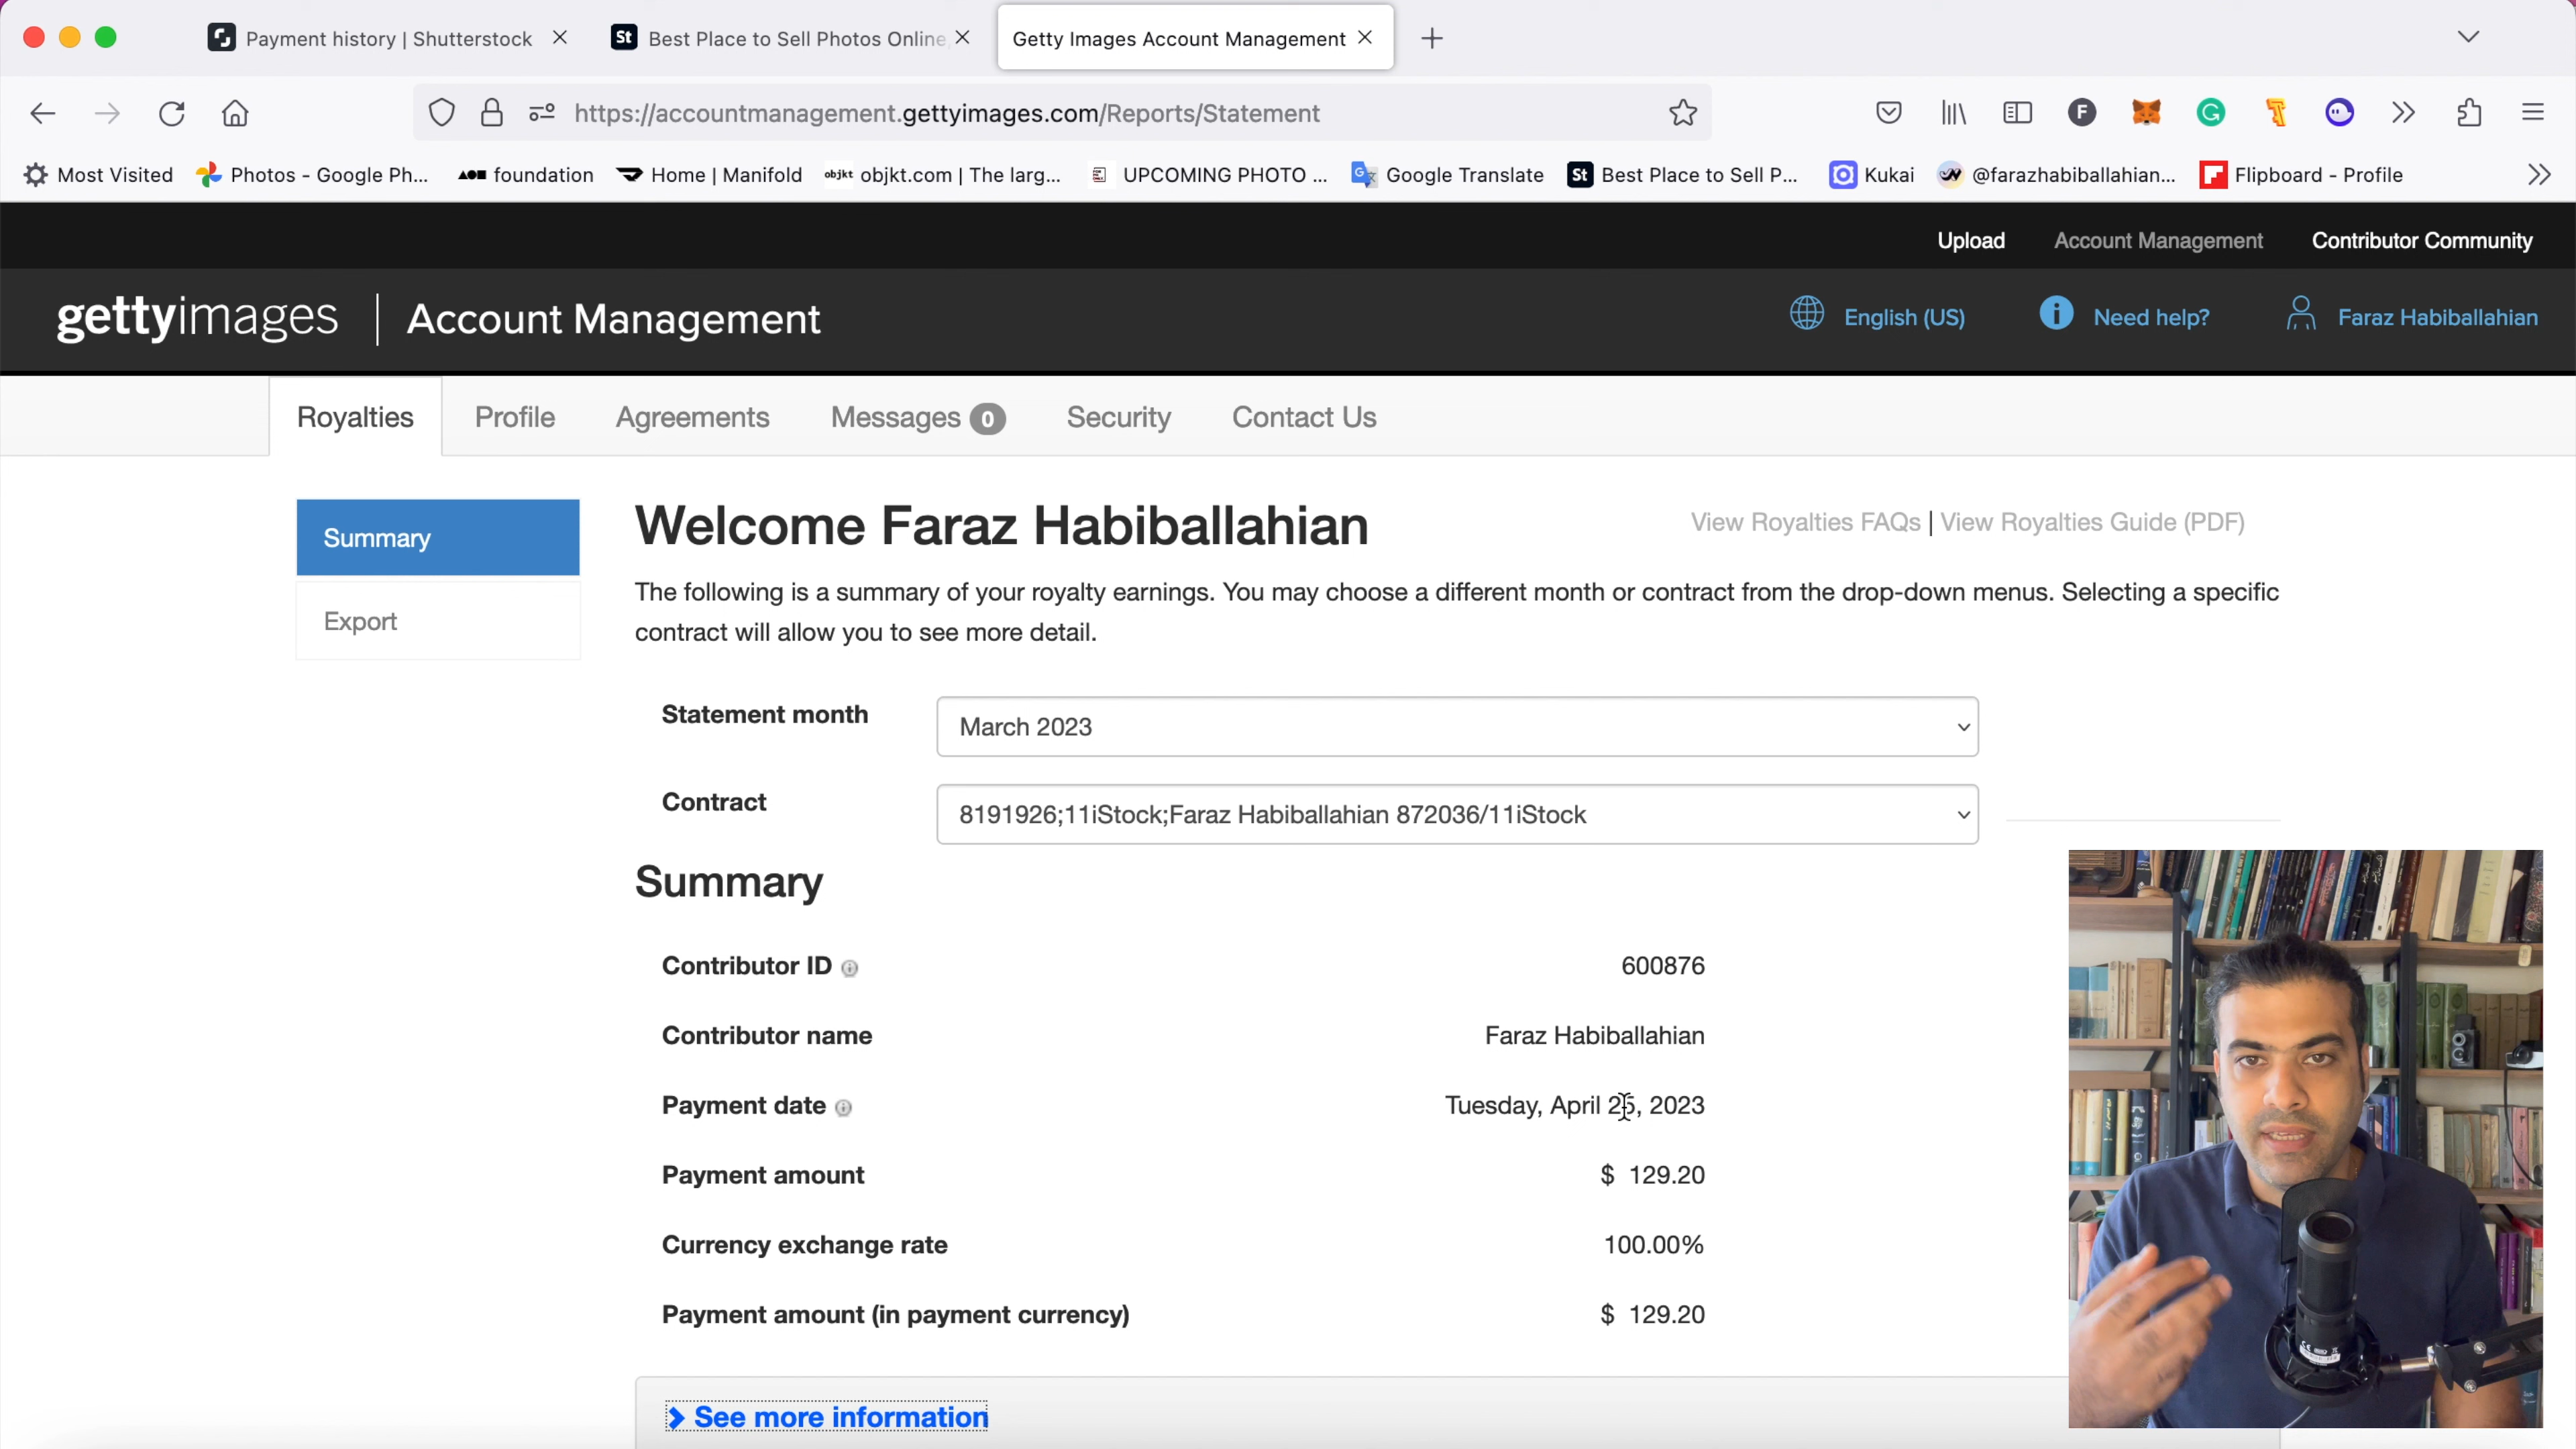 Payment history | Shutterstock
St Best Place to Sell Photos Online,
Getty Images Account Management
https://accountmanagement.gettyimages.com/Reports/Statement
F
G
Most Visited
Photos - Google Ph...
foundation
Home | Manifold
objkt objkt.com | The larg...
UPCOMING PHOTO ...
Google Translate
St Best Place to Sell P...
Kukai
@farazhabiballahian...
Flipboard - Profile
Upload
Account Management
Contributor Community
gettyimages
Account Management
English (US)
Need help?
Faraz Habiballahian
Royalties
Profile
Agreements
Messages 0
Security
Contact Us
Summary
Export
Welcome Faraz Habiballahian
View Royalties FAQs | View Royalties Guide (PDF)
The following is a summary of your royalty earnings. You may choose a different month or contract from the drop-down menus. Selecting a specific
contract will allow you to see more detail.
Statement month
March 2023
Contract
8191926;11iStock;Faraz Habiballahian 872036/11iStock
Summary
Contributor ID
600876
Contributor name
Faraz Habiballahian
Payment date
Tuesday, April 25, 2023
Payment amount
$ 129.20
Currency exchange rate
100.00%
Payment amount (in payment currency)
$ 129.20
See more information